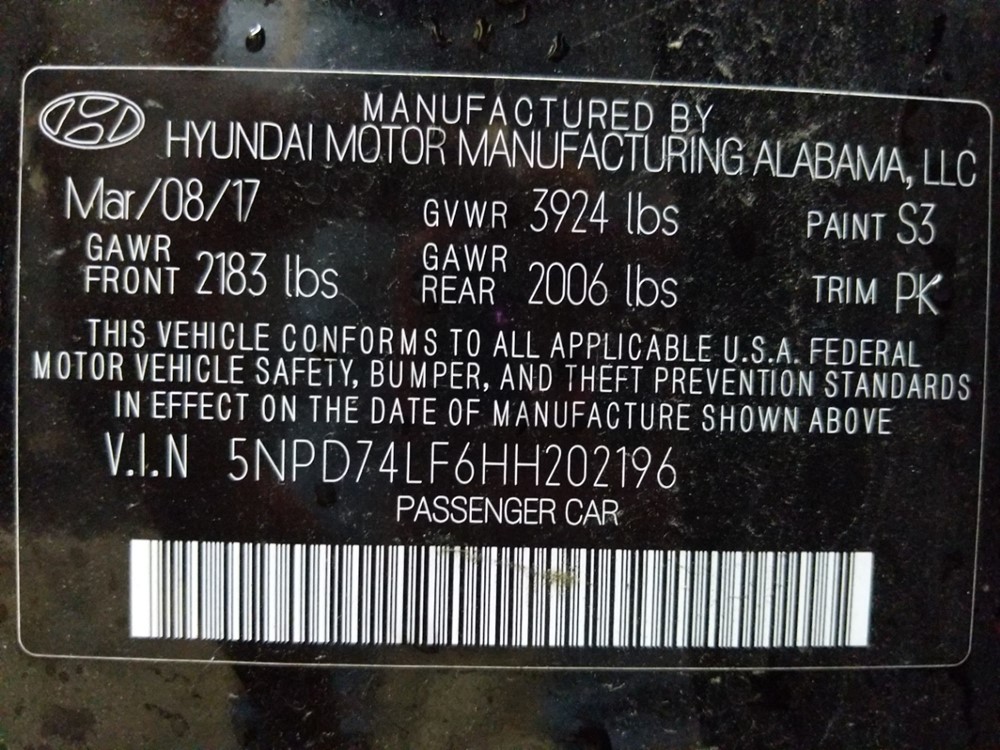 MANUFACTURED BY
HYUNDAI MOTOR MANUFACTURING ALABAMA, LLC
Mar/08/17 GVWR 3924 lbs PAINT S3
GAWR FRONT 2183 lbs GAWR REAR 2006 lbs TRIM PK
THIS VEHICLE CONFORMS TO ALL APPLICABLE U.S.A. FEDERAL
MOTOR VEHICLE SAFETY, BUMPER, AND THEFT PREVENTION STANDARDS
IN EFFECT ON THE DATE OF MANUFACTURE SHOWN ABOVE
V.I.N 5NPD74LF6HH202196
PASSENGER CAR